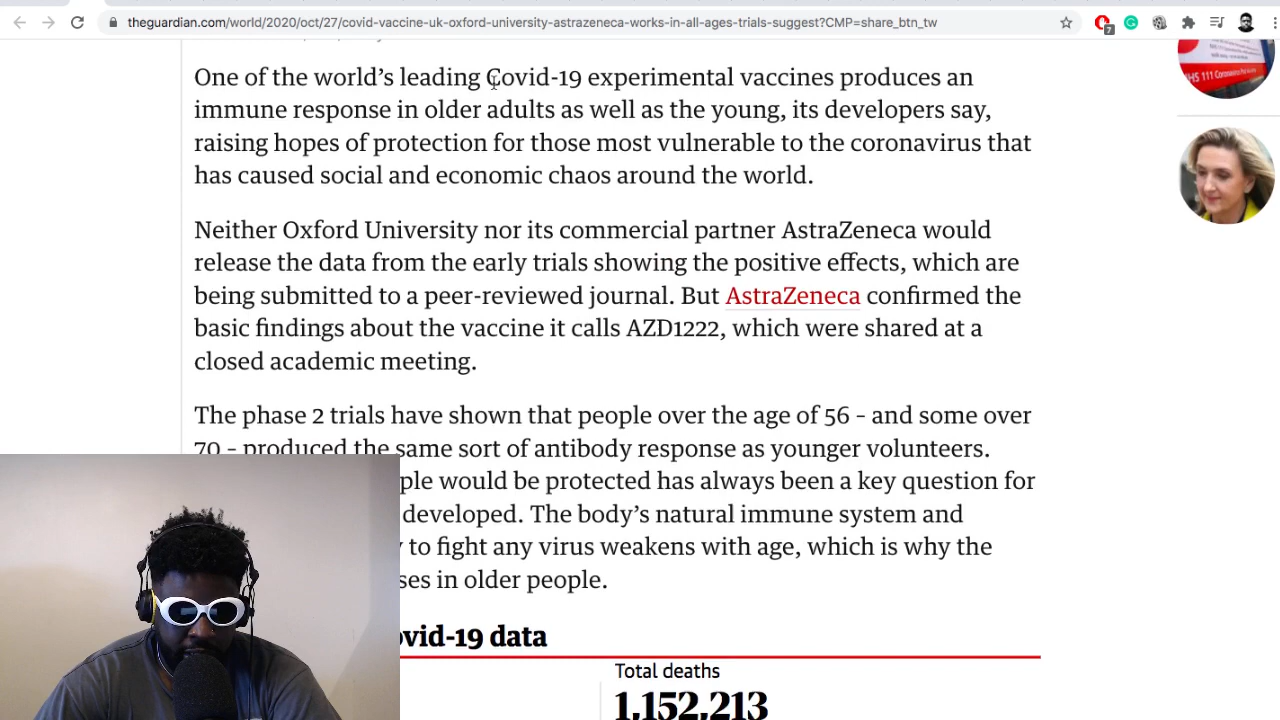 theguardian.com/world/2020/oct/27/covid-vaccine-uk-oxford-university-astrazeneca-works-in-all-ages-trials-suggest?CMP=share_btn_tw
7
NHS 111 Coronavirus
One of the world’s leading Covid-19 experimental vaccines produces an
immune response in older adults as well as the young, its developers say,
raising hopes of protection for those most vulnerable to the coronavirus that
has caused social and economic chaos around the world.
Neither Oxford University nor its commercial partner AstraZeneca would
release the data from the early trials showing the positive effects, which are
being submitted to a peer-reviewed journal. But AstraZeneca confirmed the
basic findings about the vaccine it calls AZD1222, which were shared at a
closed academic meeting.
The phase 2 trials have shown that people over the age of 56 – and some over
70 – produced the same sort of antibody response as younger volunteers.
ple would be protected has always been a key question for
developed. The body’s natural immune system and
to fight any virus weakens with age, which is why the
ses in older people.
ovid-19 data
Total deaths
1,152,213